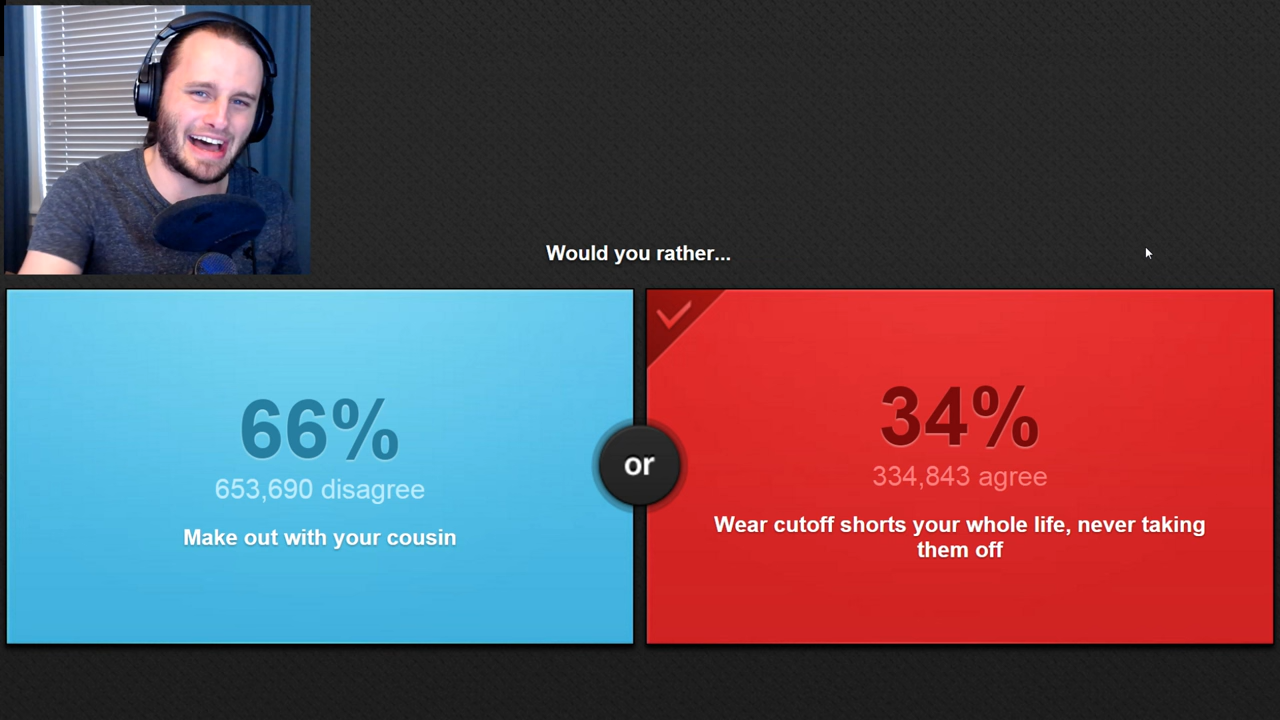 Would you rather...
66%
653,690 disagree
Make out with your cousin
or
34%
334,843 agree
Wear cutoff shorts your whole life, never taking
them off